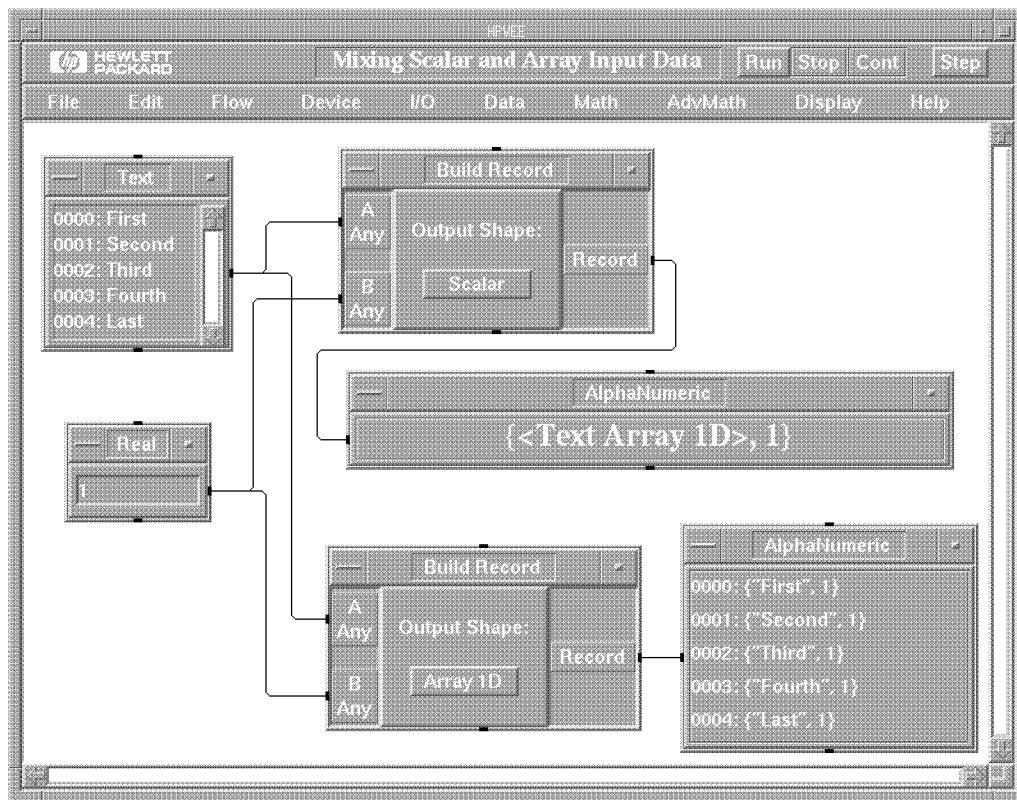 HPVEE
hp HEWLETT PACKARD
Mixing Scalar and Array Input Data
Run Stop Cont Step
File Edit Flow Device I/O Data Math AdvMath Display Help
Text
0000: First
0001: Second
0002: Third
0003: Fourth
0004: Last
Build Record
A
Any
B
Any
Output Shape:
Scalar
Record
AlphaNumeric
{<Text Array 1D>, 1}
Real
1
Build Record
A
Any
B
Any
Output Shape:
Array 1D
Record
AlphaNumeric
0000: {"First", 1}
0001: {"Second", 1}
0002: {"Third", 1}
0003: {"Fourth", 1}
0004: {"Last", 1}